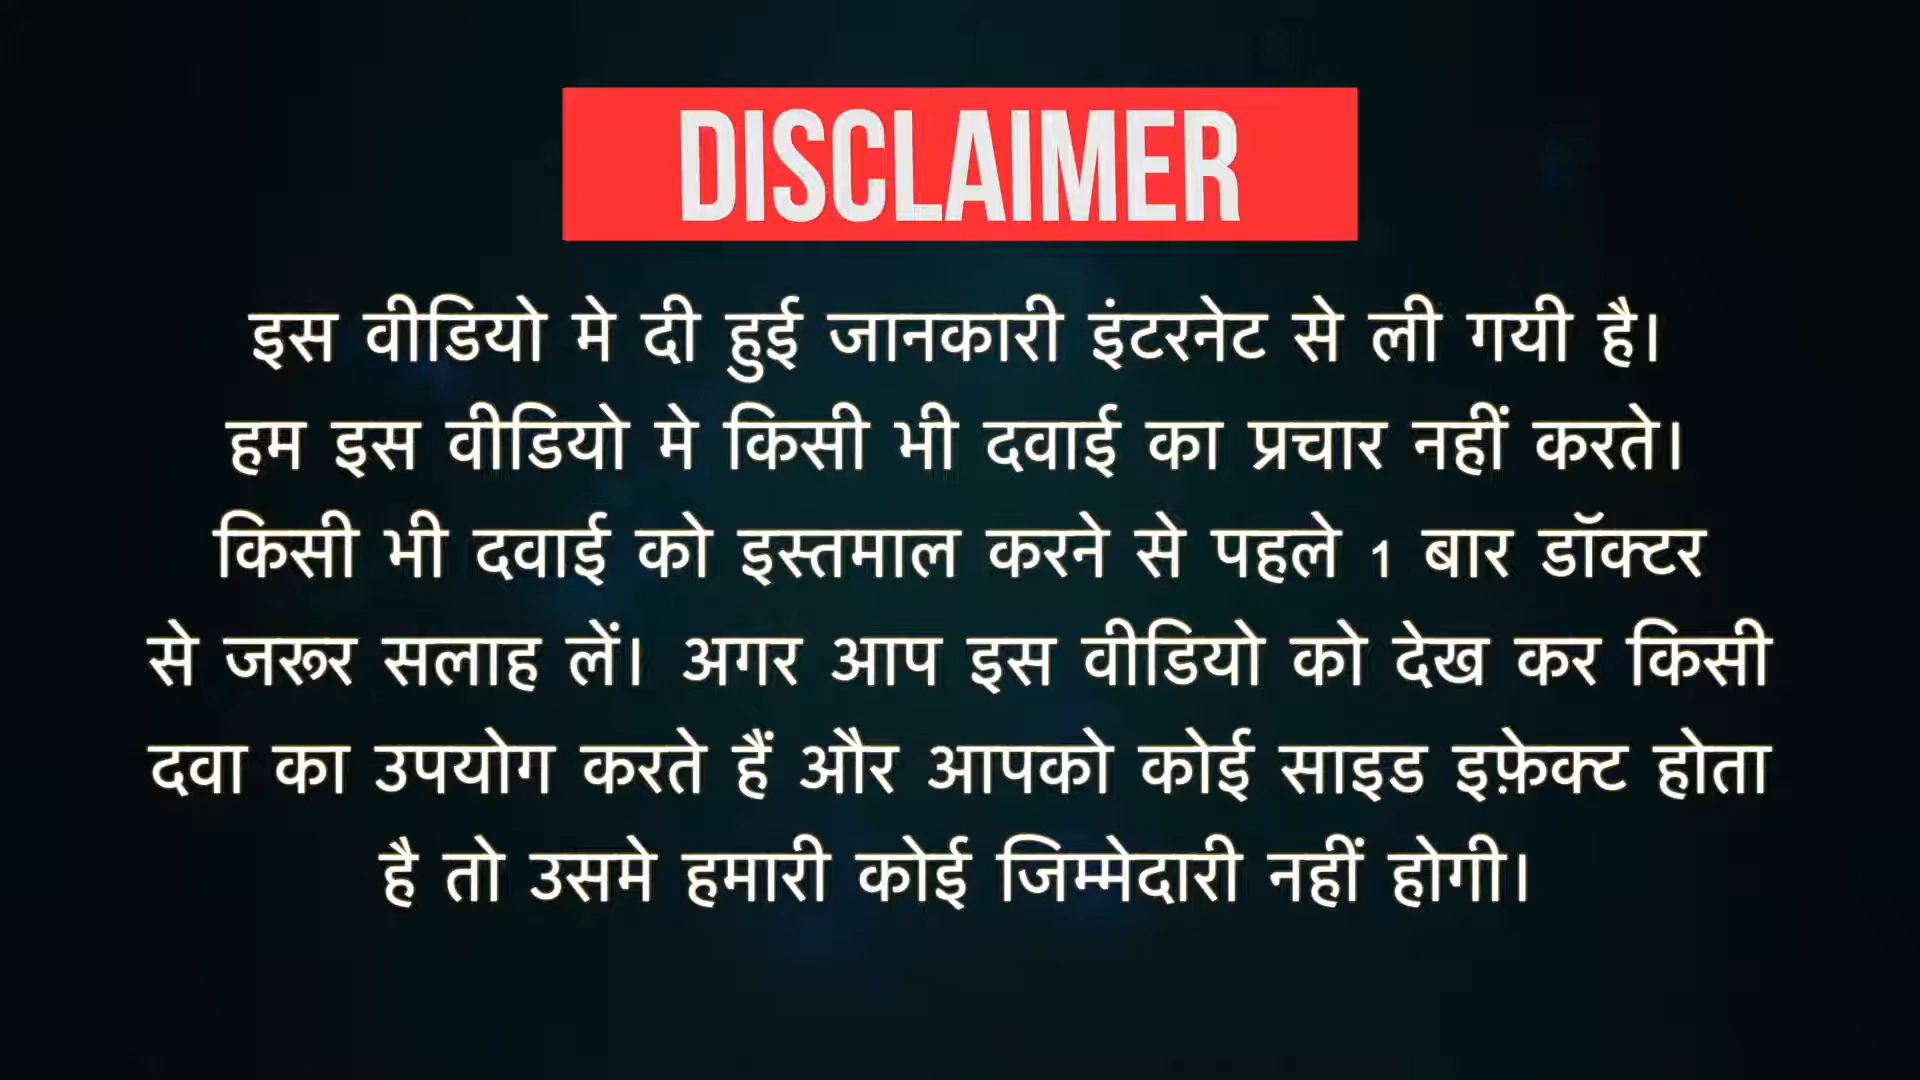 DISCLAIMER
इस वीडियो मे दी हुई जानकारी इंटरनेट से ली गयी है।
हम इस वीडियो मे किसी भी दवाई का प्रचार नहीं करते।
किसी भी दवाई को इस्तमाल करने से पहले 1 बार डॉक्टर
से जरूर सलाह लें। अगर आप इस वीडियो को देख कर किसी
दवा का उपयोग करते हैं और आपको कोई साइड इफ़ेक्ट होता
है तो उसमे हमारी कोई जिम्मेदारी नहीं होगी।